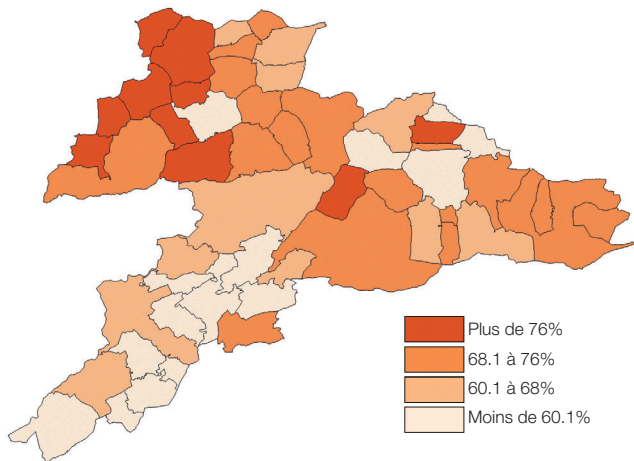 Plus de 76%
68.1 à 76%
60.1 à 68%
Moins de 60.1%